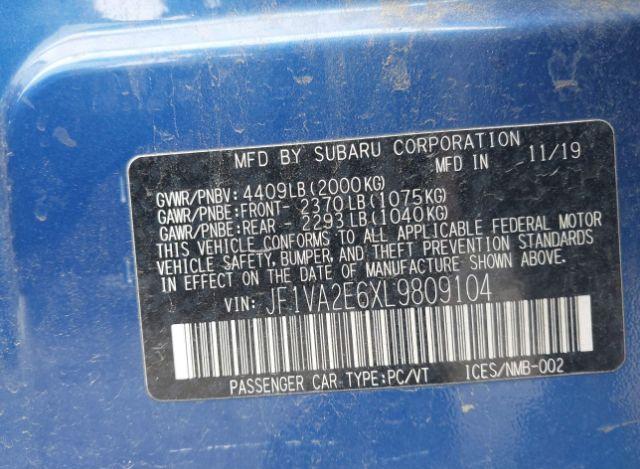 MFD BY SUBARU CORPORATION
MFD IN 11/19
GVWR/PNBV: 4409LB(2000KG)
GAWR/PNBE:FRONT- 2370LB(1075KG)
GAWR/PNBE:REAR - 2293LB(1040KG)
THIS VEHICLE CONFORMS TO ALL APPLICABLE FEDERAL MOTOR
VEHICLE SAFETY, BUMPER, AND THEFT PREVENTION STANDARDS
IN EFFECT ON THE DATE OF MANUFACTURE SHOWN ABOVE.
VIN: JF1VA2E6XL9809104
PASSENGER CAR TYPE:PC/VT ICES/NMB-002